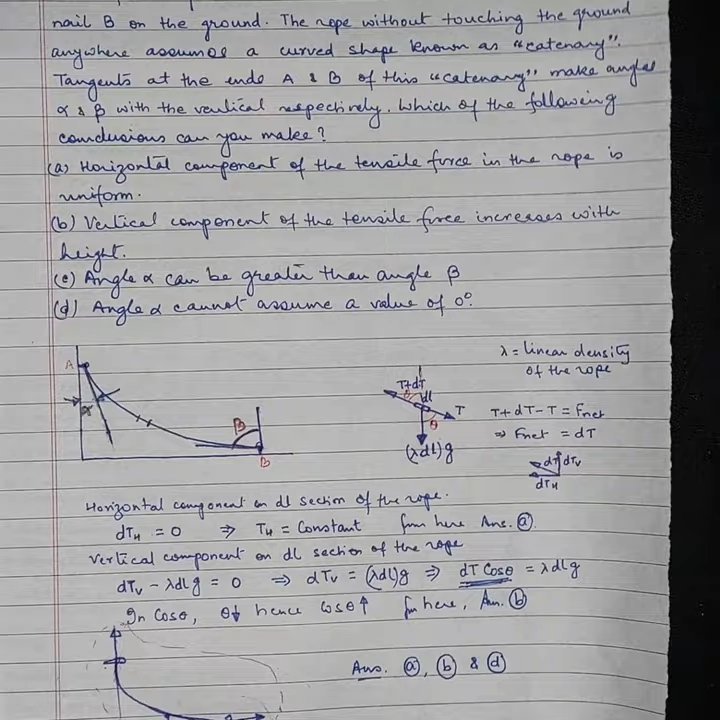 nail B on the ground. The rope without touching the ground
anywhere assumes a curved shape known as "catenary".
Tangents at the ends A & B of this "catenary" make angles
α & β with the vertical respectively. Which of the following
conclusions can you make?
(a) Horizontal component of the tensile force in the rope is
uniform.
(b) Vertical component of the tensile force increases with
height.
(c) Angle α can be greater than angle β
(d) Angle α cannot assume a value of 0°.
λ = linear density
of the rope
A
α
β
B
T+dT
θ
dl
T
θ
(λdl)g
T+dT-T = Fnet
⇒ Fnet = dT
dT
dTv
dTH
Horizontal component on dl section of the rope.
dTH = 0 ⇒ TH = Constant from here Ans. ⓐ
Vertical component on dl section of the rope
dTv - λdlg = 0 ⇒ dTv = (λdl)g ⇒ dT Cosθ = λdlg
In Cosθ, θ↓ hence Cosθ↑ from here, Ans. ⓑ
Ans. ⓐ, ⓑ & ⓓ